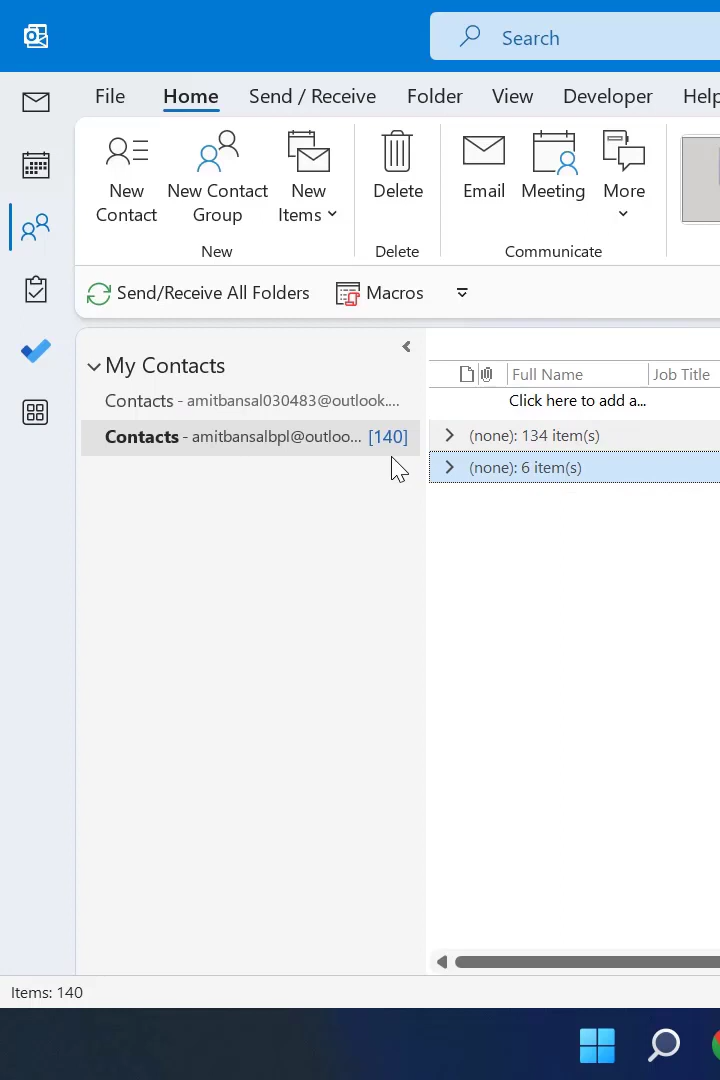 Search
File Home Send / Receive Folder View Developer Help
New Contact
New Contact Group
New Items
Delete
Email
Meeting
More
New
Delete
Communicate
Send/Receive All Folders
Macros
My Contacts
Contacts - amitbansal030483@outlook....
Contacts - amitbansalbpl@outloo... [140]
Full Name Job Title
Click here to add a...
(none): 134 item(s)
(none): 6 item(s)
Items: 140